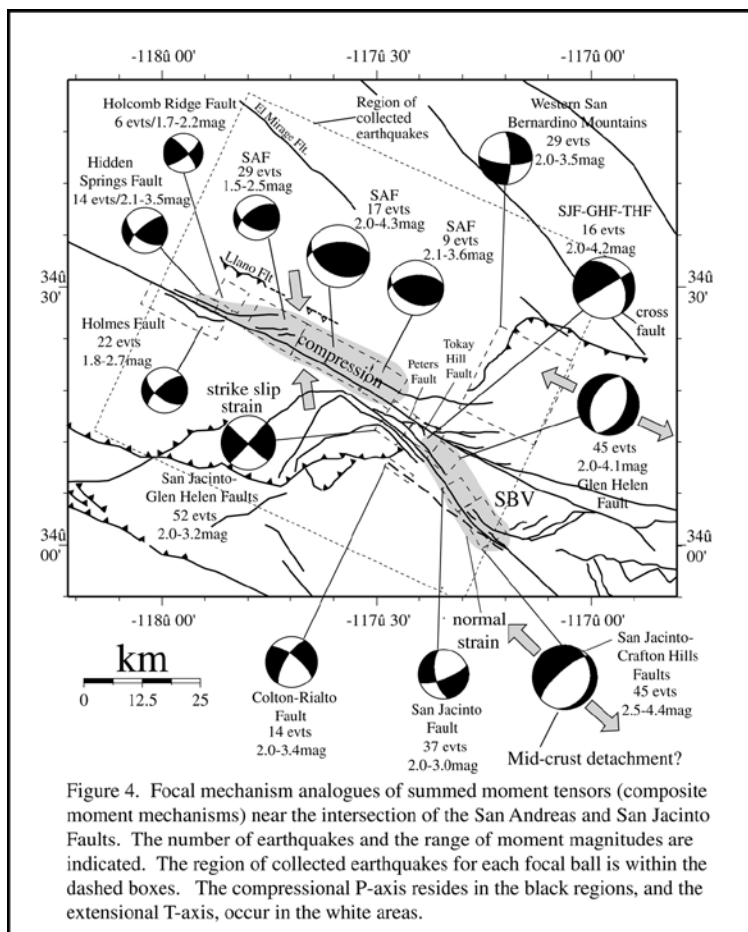 -118û 00'
-117û 30'
-117û 00'
Holcomb Ridge Fault
6 evts/1.7-2.2mag
El Mirage Flt.
Region of
collected
earthquakes
Western San
Bernardino Mountains
29 evts
2.0-3.5mag
Hidden
Springs Fault
14 evts/2.1-3.5mag
SAF
29 evts
1.5-2.5mag
SAF
17 evts
2.0-4.3mag
SAF
9 evts
2.1-3.6mag
SJF-GHF-THF
16 evts
2.0-4.2mag
34û
30'
Llano Flt
34û
30'
cross
fault
Holmes Fault
22 evts
1.8-2.7mag
compression
Peters
Fault
Tokay
Hill
Fault
strike slip
strain
45 evts
2.0-4.1mag
Glen Helen
Fault
San Jacinto-
Glen Helen Faults
52 evts
2.0-3.2mag
SBV
34û
00'
34û
00'
-118û 00'
-117û 30'
-117û 00'
normal
strain
km
0 12.5 25
Colton-Rialto
Fault
14 evts
2.0-3.4mag
San Jacinto
Fault
37 evts
2.0-3.0mag
San Jacinto-
Crafton Hills
Faults
45 evts
2.5-4.4mag
Mid-crust detachment?
Figure 4. Focal mechanism analogues of summed moment tensors (composite
moment mechanisms) near the intersection of the San Andreas and San Jacinto
Faults. The number of earthquakes and the range of moment magnitudes are
indicated. The region of collected earthquakes for each focal ball is within the
dashed boxes. The compressional P-axis resides in the black regions, and the
extensional T-axis, occur in the white areas.